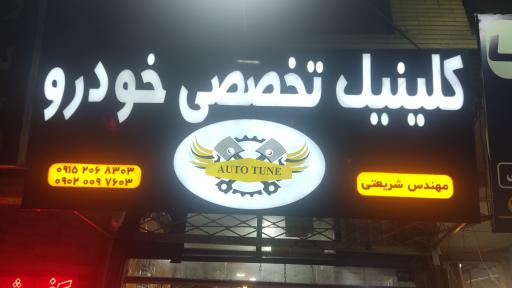 کلینیک تخصصی خودرو
AUTO TUNE
مهندس شریعتی
۰۹۱۵ ۲۰۶ ۸۳۰۳
۰۹۰۲ ۰۰۹ ۷۶۰۳